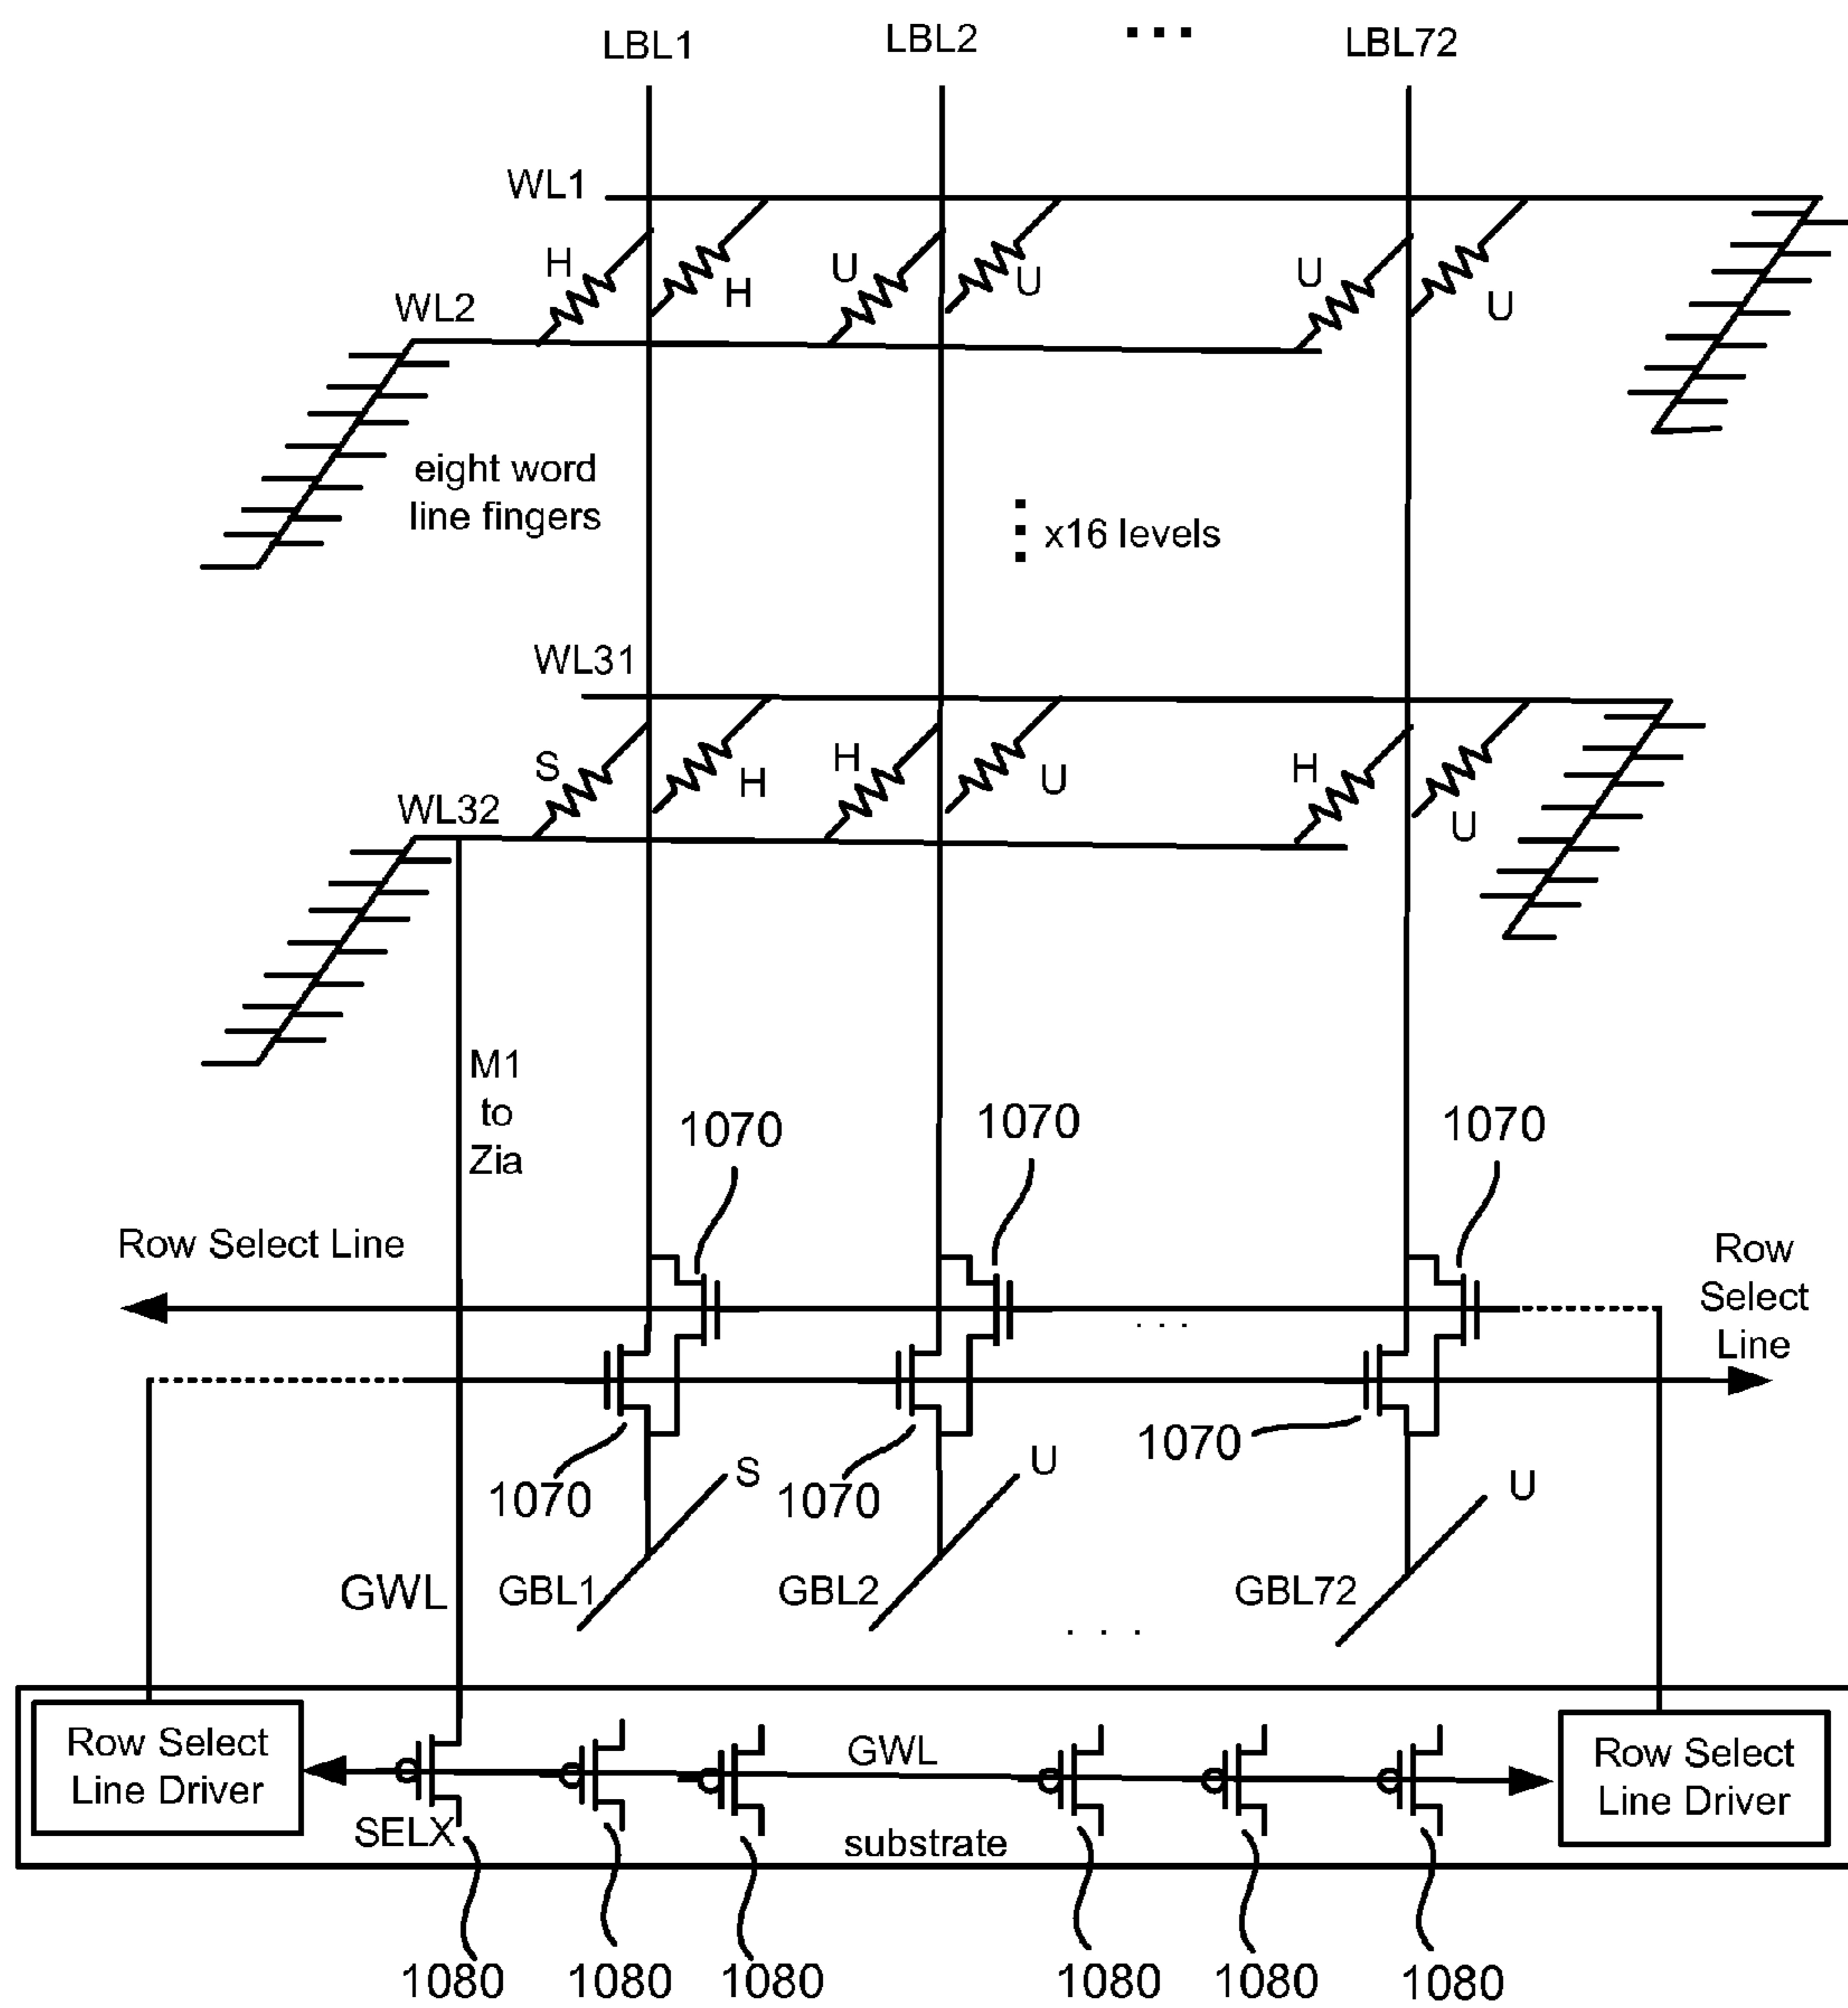 LBL1
LBL2
...
LBL72
WL1
H
H
U
U
U
U
WL2
eight word
line fingers
x16 levels
WL31
S
H
H
U
H
U
WL32
M1
to
Zia
1070
1070
1070
Row Select Line
Row
Select
Line
. . .
1070
1070
1070
S
U
U
GWL
GBL1
GBL2
GBL72
. . .
Row Select
Line Driver
GWL
Row Select
Line Driver
SELX
substrate
1080
1080
1080
1080
1080
1080